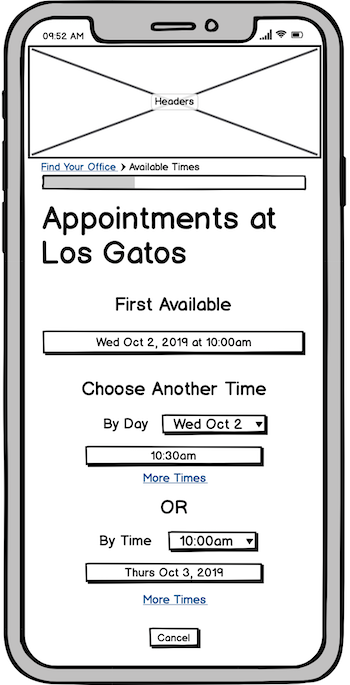 09:52 AM
Headers
Find Your Office > Available Times
Appointments at
Los Gatos
First Available
Wed Oct 2, 2019 at 10:00am
Choose Another Time
By Day Wed Oct 2
10:30am
More Times
OR
By Time 10:00am
Thurs Oct 3, 2019
More Times
Cancel